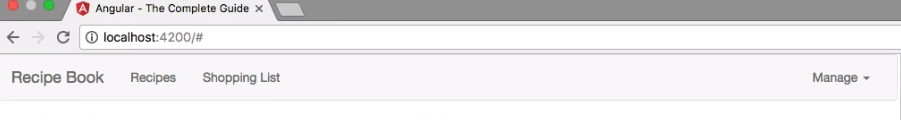 Angular - The Complete Guide
localhost:4200/#
Recipe Book Recipes Shopping List Manage